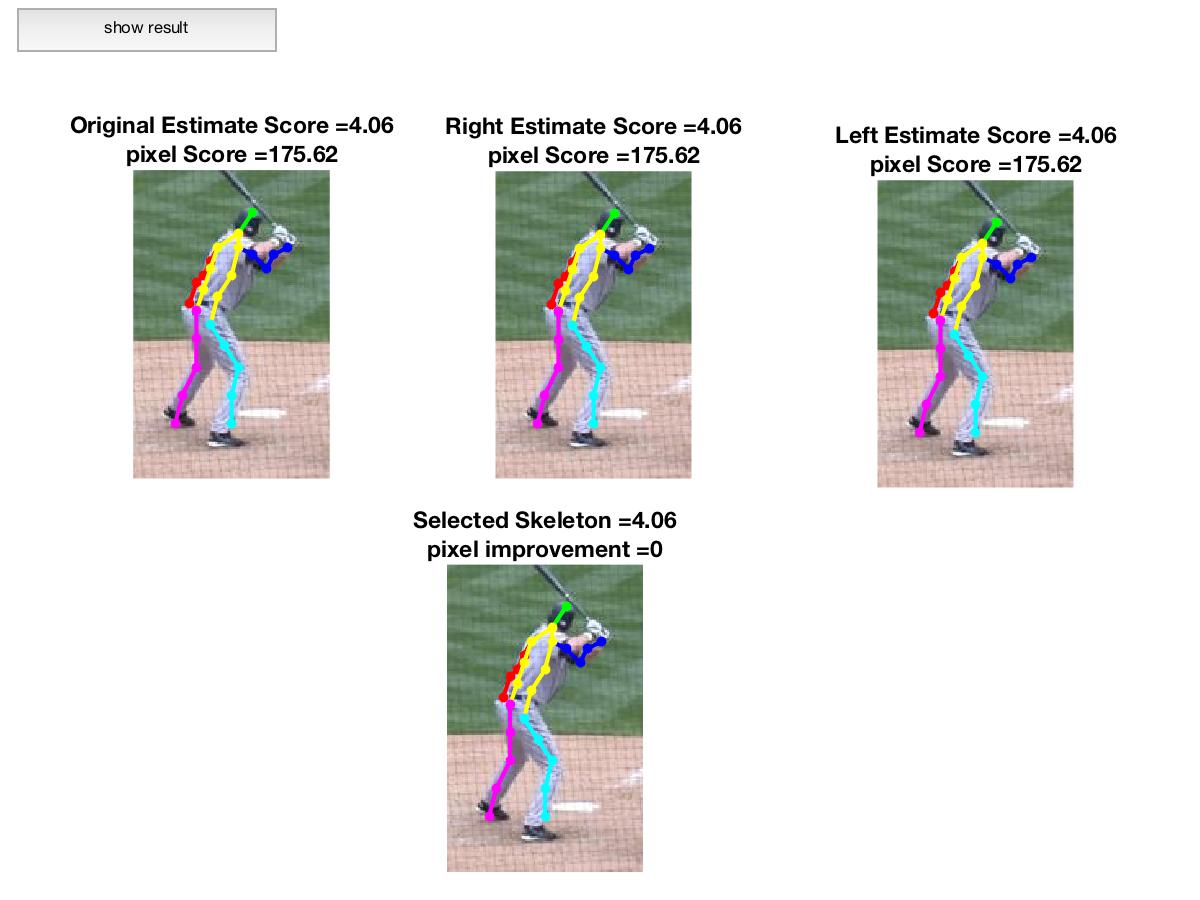 show result
Original Estimate Score =4.06
pixel Score =175.62
Right Estimate Score =4.06
pixel Score =175.62
Left Estimate Score =4.06
pixel Score =175.62
Selected Skeleton =4.06
pixel improvement =0